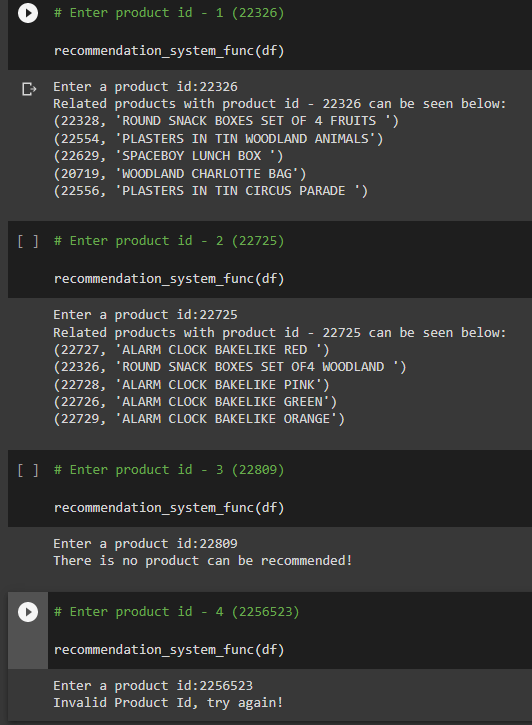 # Enter product id - 1 (22326)
recommendation_system_func(df)
Enter a product id:22326
Related products with product id - 22326 can be seen below:
(22328, 'ROUND SNACK BOXES SET OF 4 FRUITS ')
(22554, 'PLASTERS IN TIN WOODLAND ANIMALS')
(22629, 'SPACEBOY LUNCH BOX ')
(20719, 'WOODLAND CHARLOTTE BAG')
(22556, 'PLASTERS IN TIN CIRCUS PARADE ')
[ ] # Enter product id - 2 (22725)
recommendation_system_func(df)
Enter a product id:22725
Related products with product id - 22725 can be seen below:
(22727, 'ALARM CLOCK BAKELIKE RED ')
(22326, 'ROUND SNACK BOXES SET OF4 WOODLAND ')
(22728, 'ALARM CLOCK BAKELIKE PINK')
(22726, 'ALARM CLOCK BAKELIKE GREEN')
(22729, 'ALARM CLOCK BAKELIKE ORANGE')
[ ] # Enter product id - 3 (22809)
recommendation_system_func(df)
Enter a product id:22809
There is no product can be recommended!
# Enter product id - 4 (2256523)
recommendation_system_func(df)
Enter a product id:2256523
Invalid Product Id, try again!